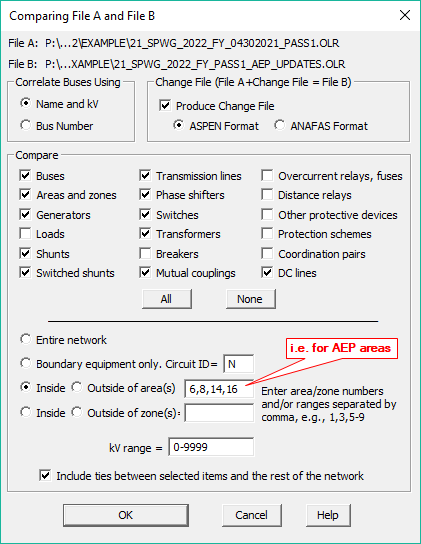 Comparing File A and File B
File A: P:\...2\EXAMPLE\21_SPWG_2022_FY_04302021_PASS1.OLR
File B: P:\...XAMPLE\21_SPWG_2022_FY_PASS1_AEP_UPDATES.OLR
Correlate Buses Using
Name and kV
Bus Number
Change File (File A+Change File = File B)
Produce Change File
ASPEN Format ANAFAS Format
Compare
Buses Transmission lines Overcurrent relays, fuses
Areas and zones Phase shifters Distance relays
Generators Switches Other protective devices
Loads Transformers Protection schemes
Shunts Breakers Coordination pairs
Switched shunts Mutual couplings DC lines
All None
Entire network
i.e. for AEP areas
Boundary equipment only. Circuit ID= N
Inside Outside of area(s) 6,8,14,16
Inside Outside of zone(s)=
Enter area/zone numbers
and/or ranges separated by
comma, e.g., 1,3,5-9
kV range = 0-9999
Include ties between selected items and the rest of the network
OK Cancel Help